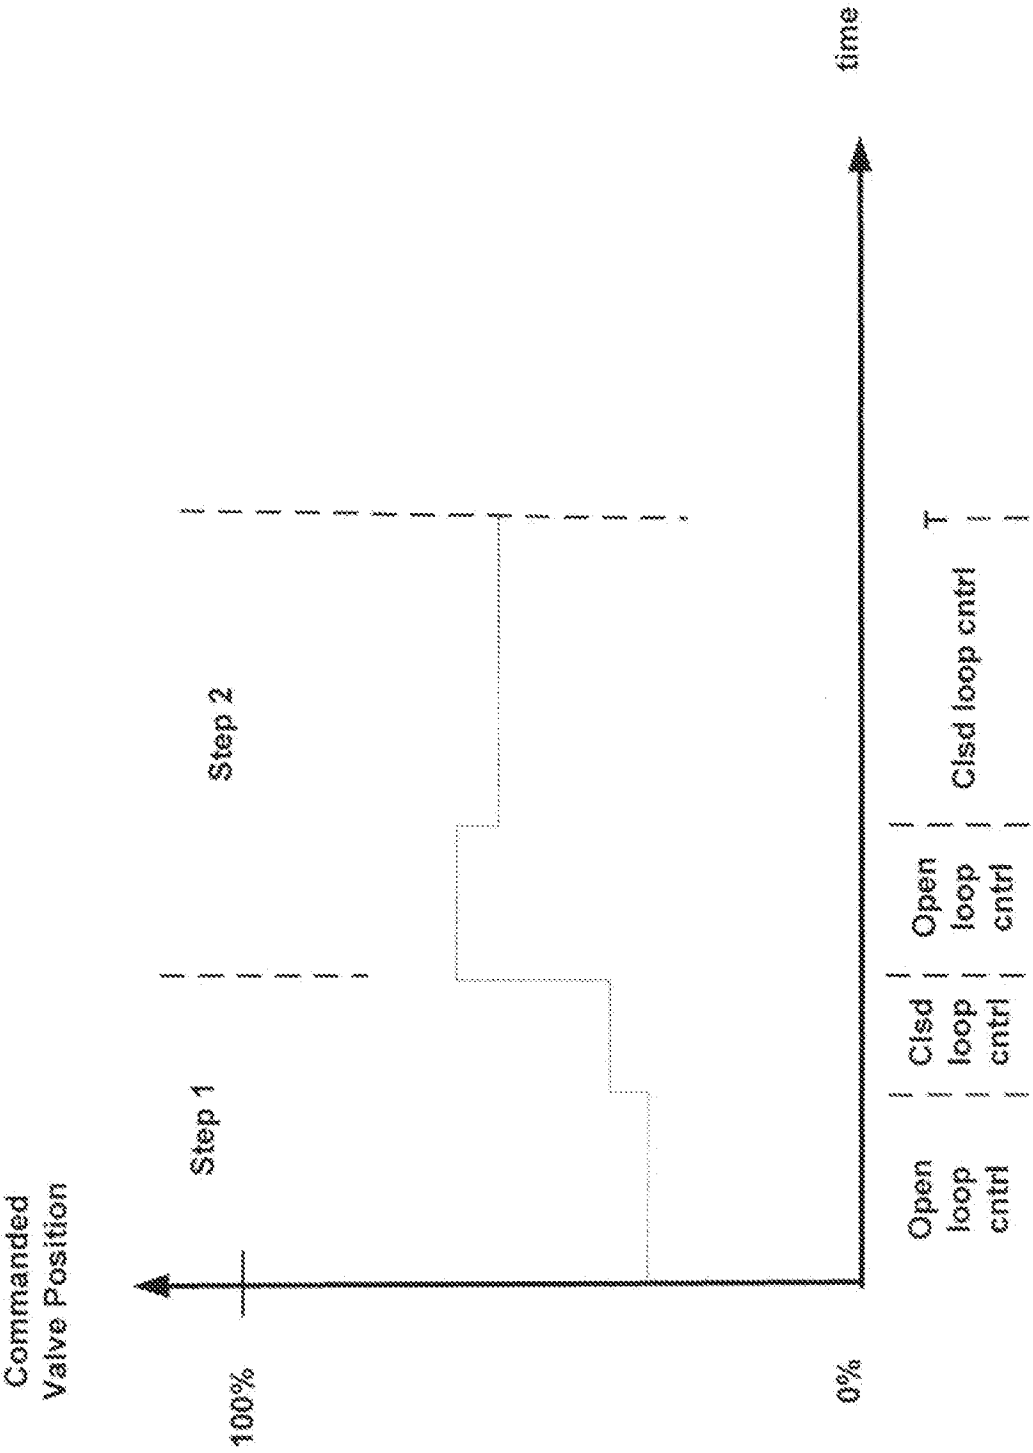 Commanded
Valve Position
100%
Step 1
Step 2
0%
time
Open
loop
cntrl
Clsd
loop
cntrl
Open
loop
cntrl
Clsd loop cntrl
T